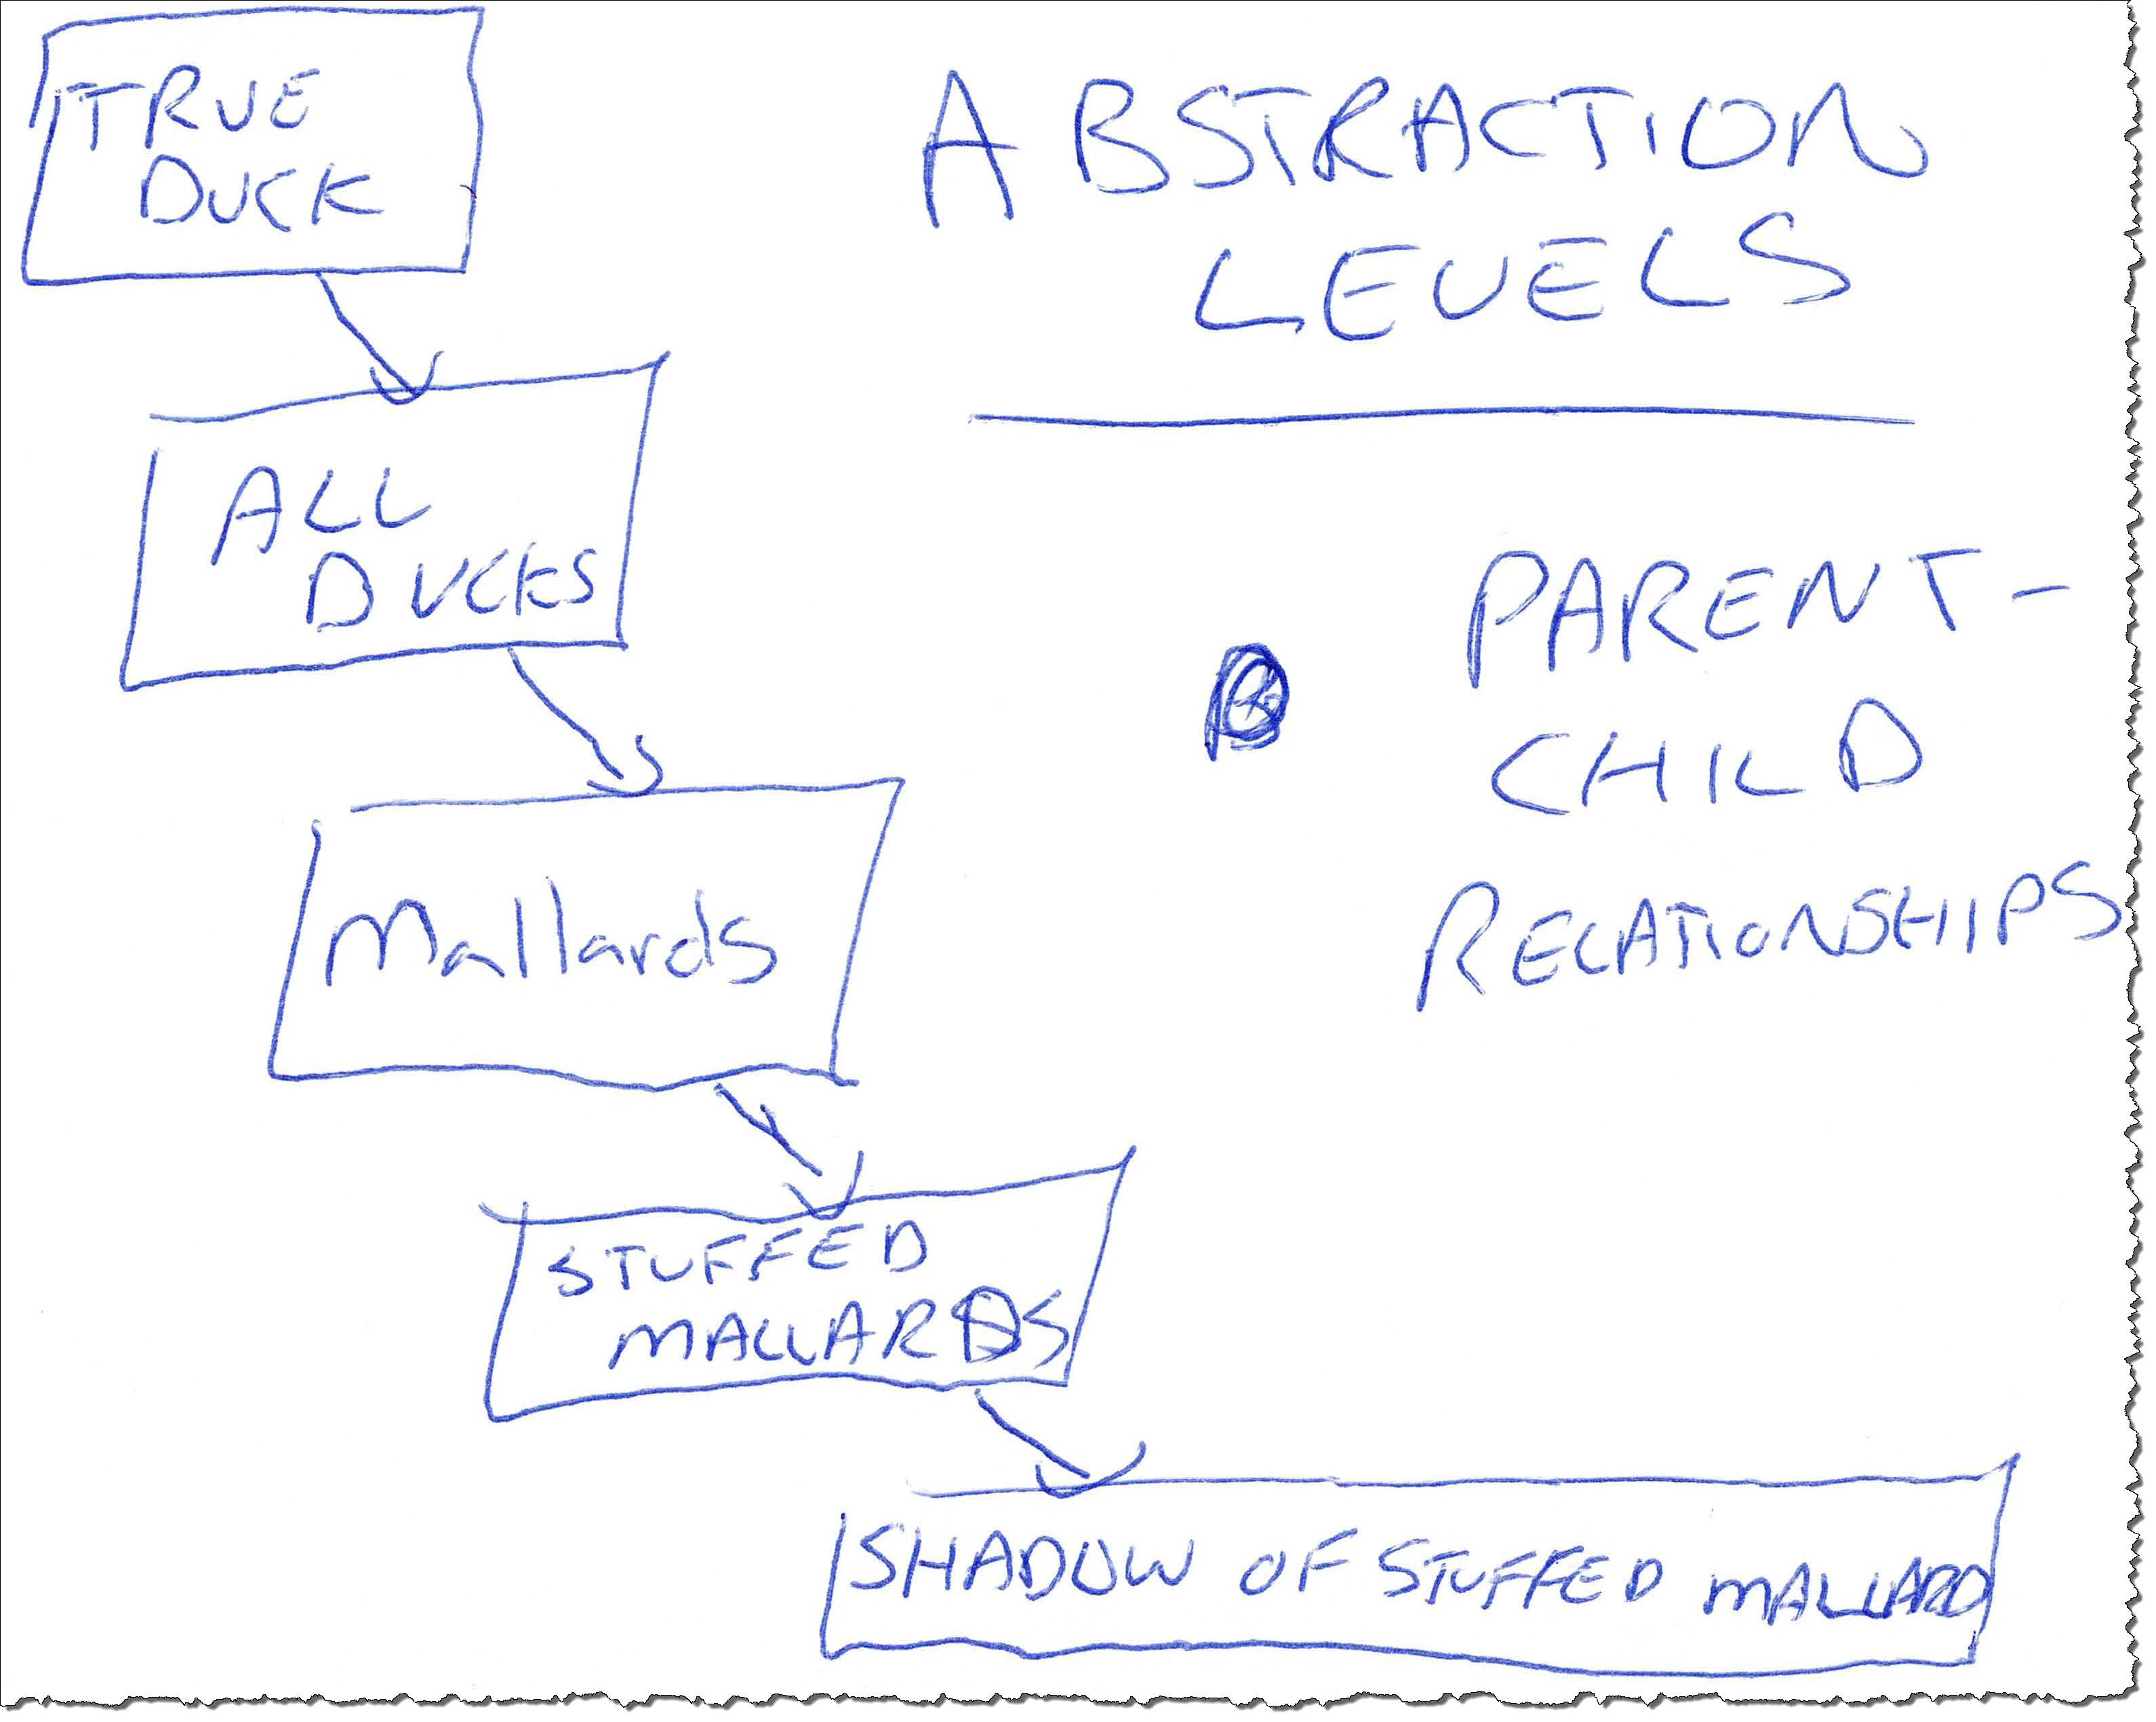 TRUE
DUCK
ABSTRACTION
LEVELS
ALL
DUCKS
PARENT-
CHILD
RELATIONSHIPS
Mallards
STUFFED
MALLARDS
SHADOW OF STUFFED MALLARD